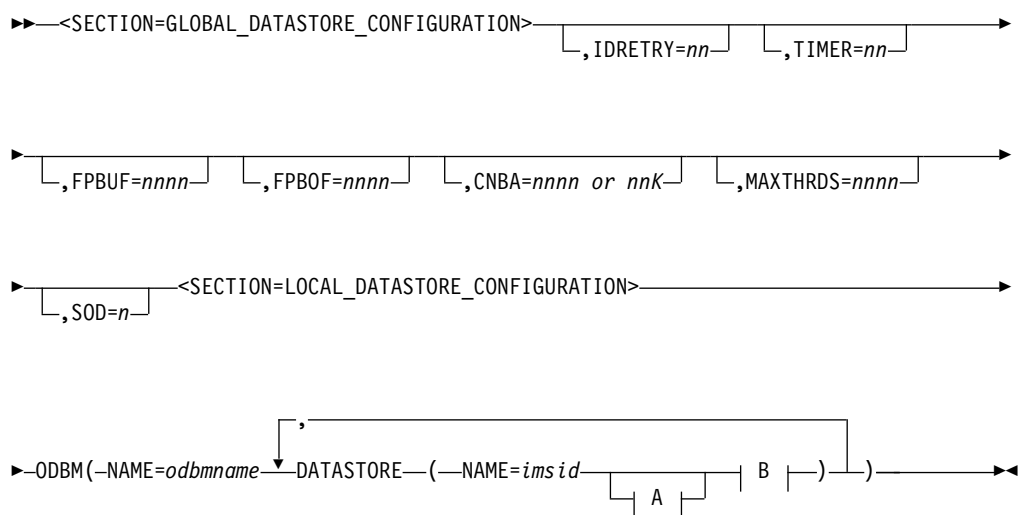 <SECTION=GLOBAL_DATASTORE_CONFIGURATION> ,IDRETRY=nn ,TIMER=nn
,FPBUF=nnnn ,FPBOF=nnnn ,CNBA=nnnn or nnK ,MAXTHRDS=nnnn
,SOD=n <SECTION=LOCAL_DATASTORE_CONFIGURATION>
,
ODBM( NAME=odbmname DATASTORE ( NAME=imsid A B ) )